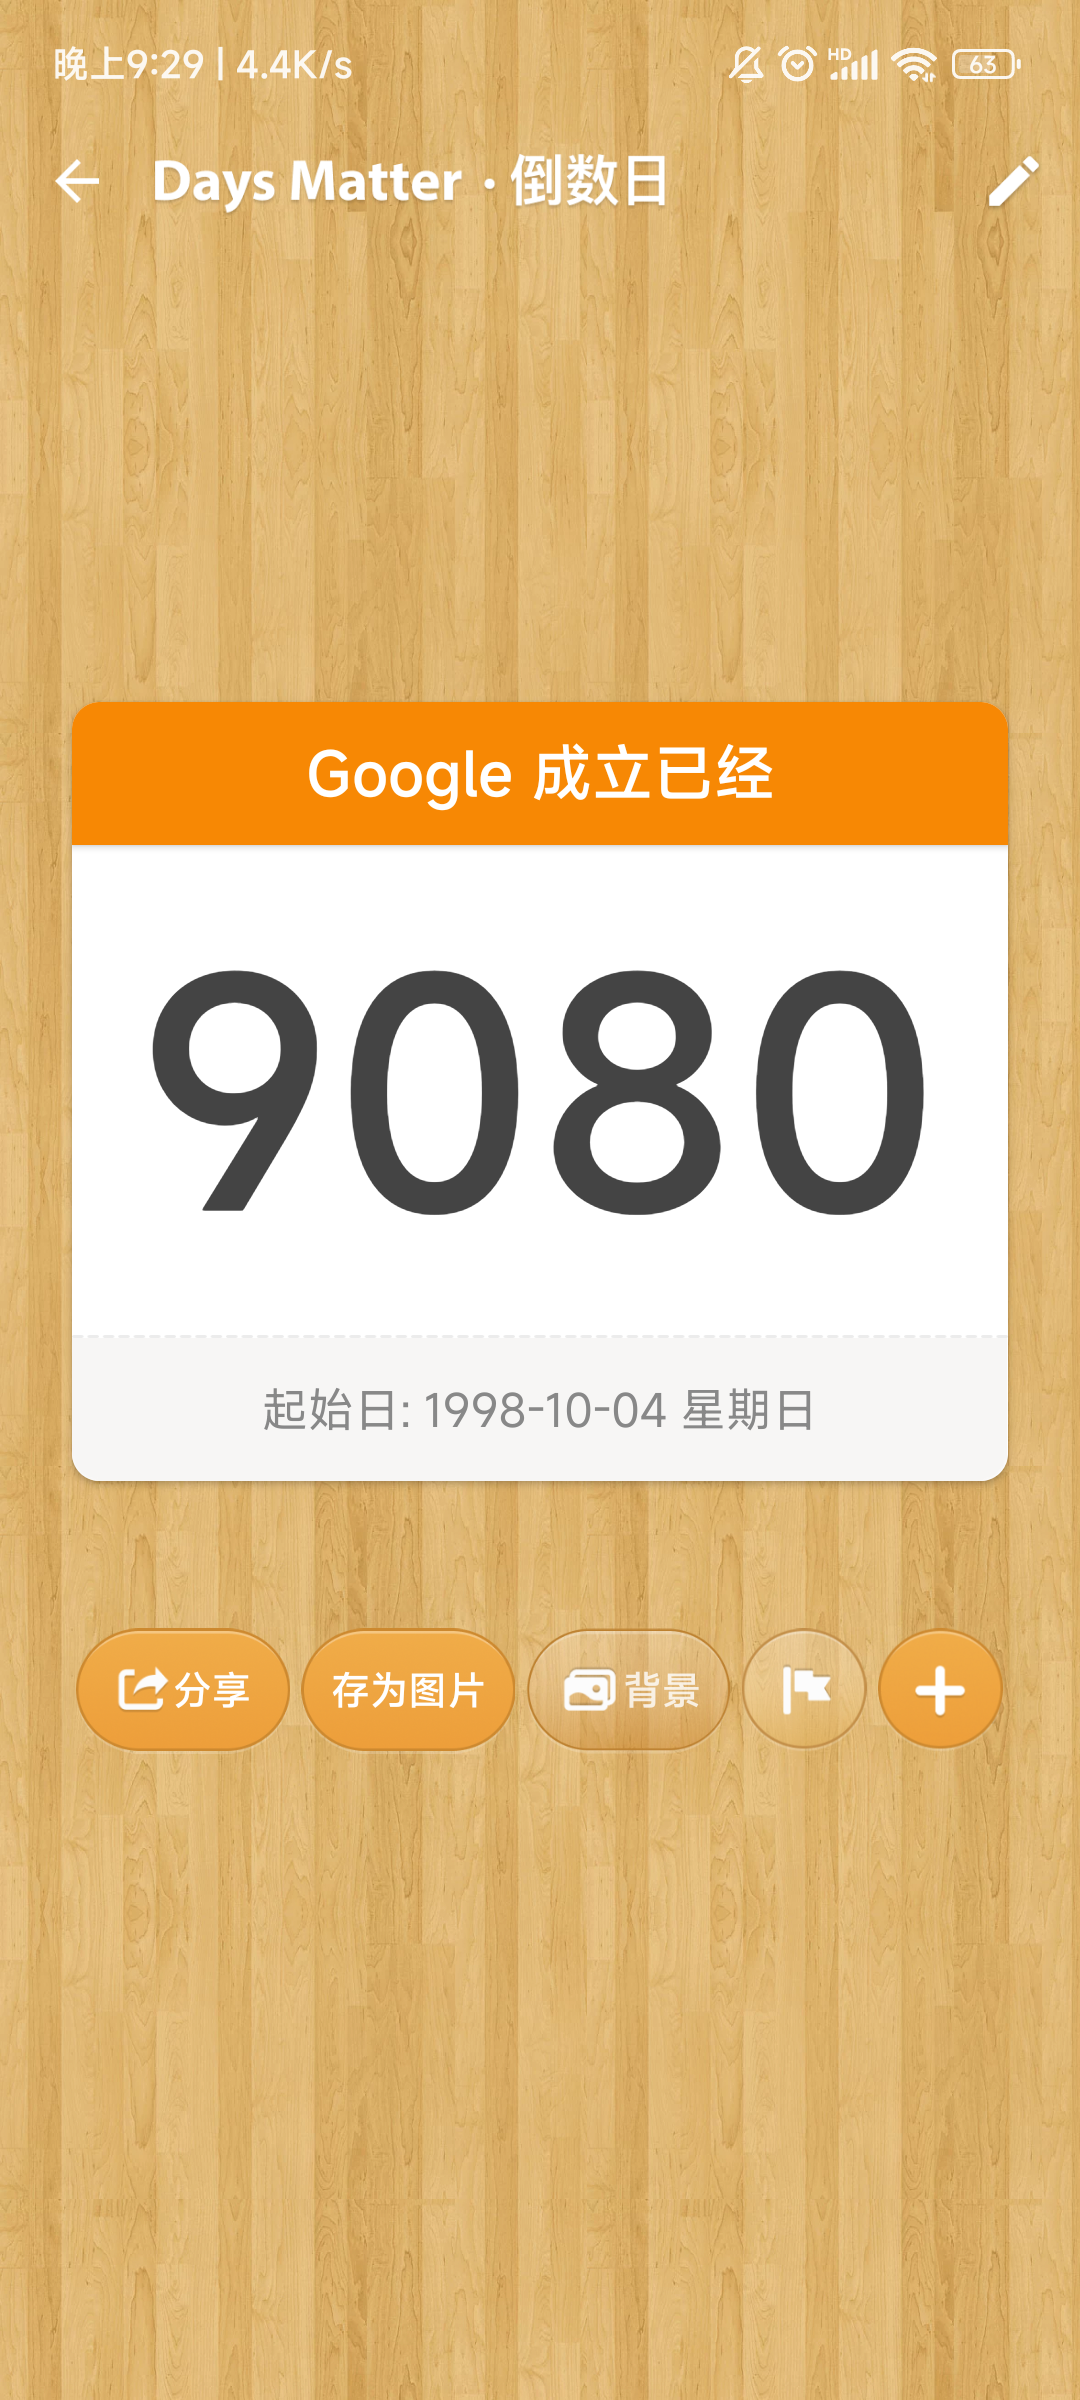 晚上9:29 | 4.4K/s
HD
63
Days Matter · 倒数日
Google 成立已经
9080
起始日: 1998-10-04 星期日
分享 存为图片 背景